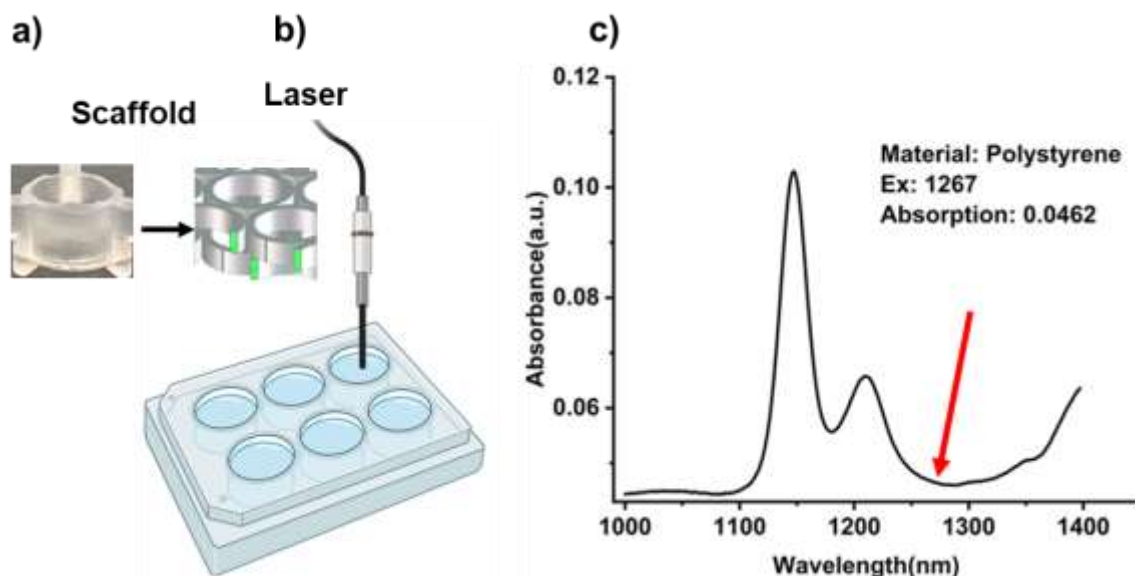 a)
b)
c)
Scaffold
Laser
0.12
0.10
0.08
0.06
Absorbance(a.u.)
Material: Polystyrene
Ex: 1267
Absorption: 0.0462
1000
1100
1200
1300
1400
Wavelength(nm)